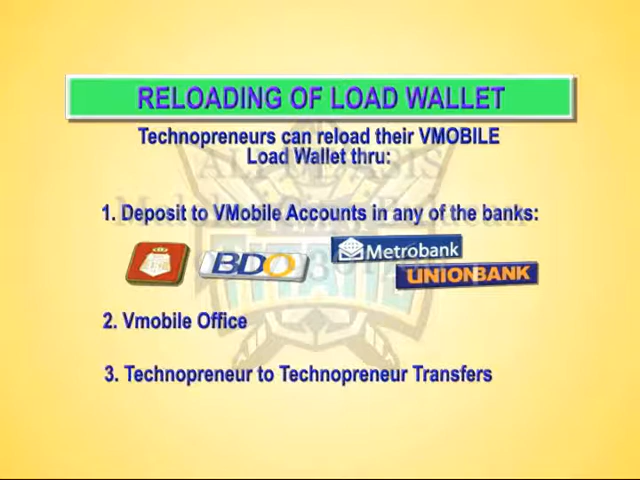 RELOADING OF LOAD WALLET
Technopreneurs can reload their VMOBILE
Load Wallet thru:
1. Deposit to VMobile Accounts in any of the banks:
BDO
Metrobank
UNIONBANK
2. Vmobile Office
3. Technopreneur to Technopreneur Transfers